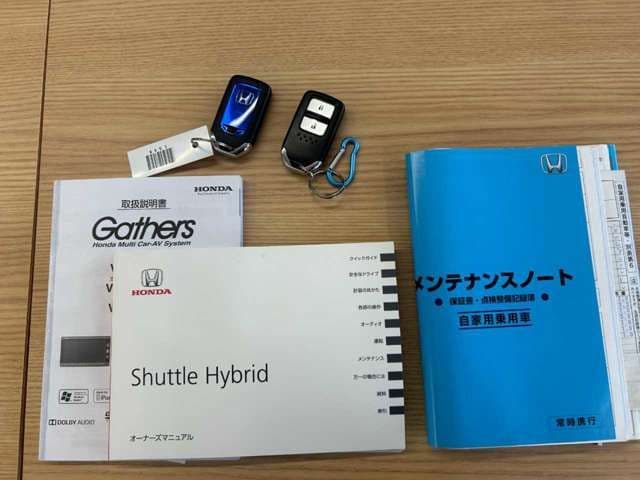 取扱説明書
HONDA
Gathers
Honda Multi Car-AV System
DOLBY AUDIO
HONDA
Shuttle Hybrid
オーナーズマニュアル
クイックガイド
安全なドライブ
計器の見かた
各部の操作
オーディオ
運転
メンテナンス
万一の場合には
資料
索引
メンテナンスノート
保証書・点検整備記録簿
自家用乗用車
常時携行